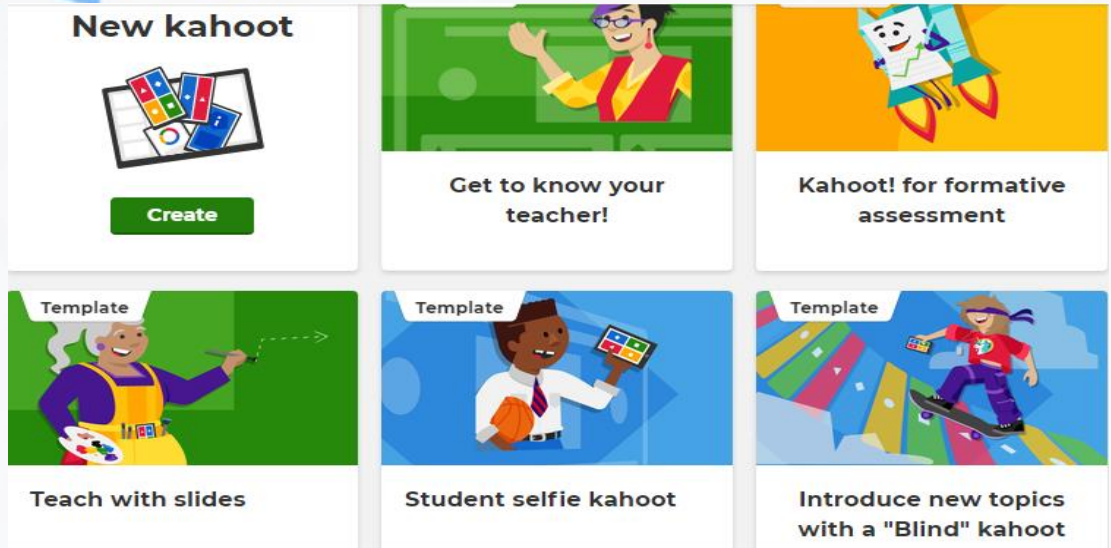 New kahoot
Create
Get to know your
teacher!
Kahoot! for formative
assessment
Template
Teach with slides
Template
Student selfie kahoot
Template
Introduce new topics
with a "Blind" kahoot